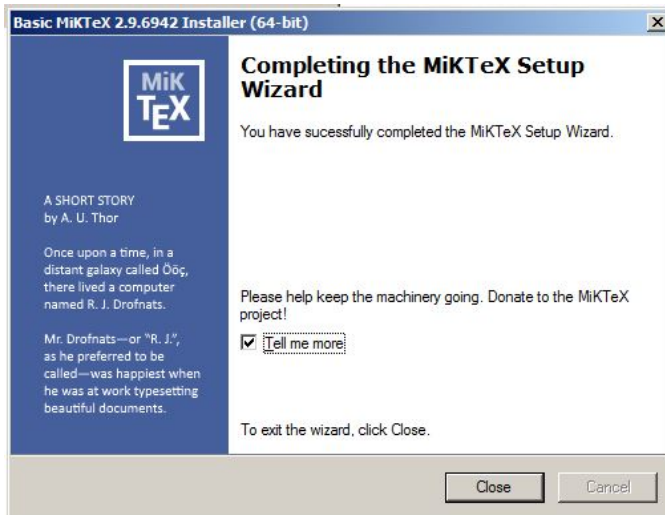 Basic MiKTeX 2.9.6942 Installer (64-bit)
MiK
TEX
A SHORT STORY
by A. U. Thor
Once upon a time, in a
distant galaxy called Ööç,
there lived a computer
named R. J. Drofnats.
Mr. Drofnats—or “R. J.”,
as he preferred to be
called—was happiest when
he was at work typesetting
beautiful documents.
Completing the MiKTeX Setup
Wizard
You have sucessfully completed the MiKTeX Setup Wizard.
Please help keep the machinery going. Donate to the MiKTeX
project!
Tell me more
To exit the wizard, click Close.
Close
Cancel